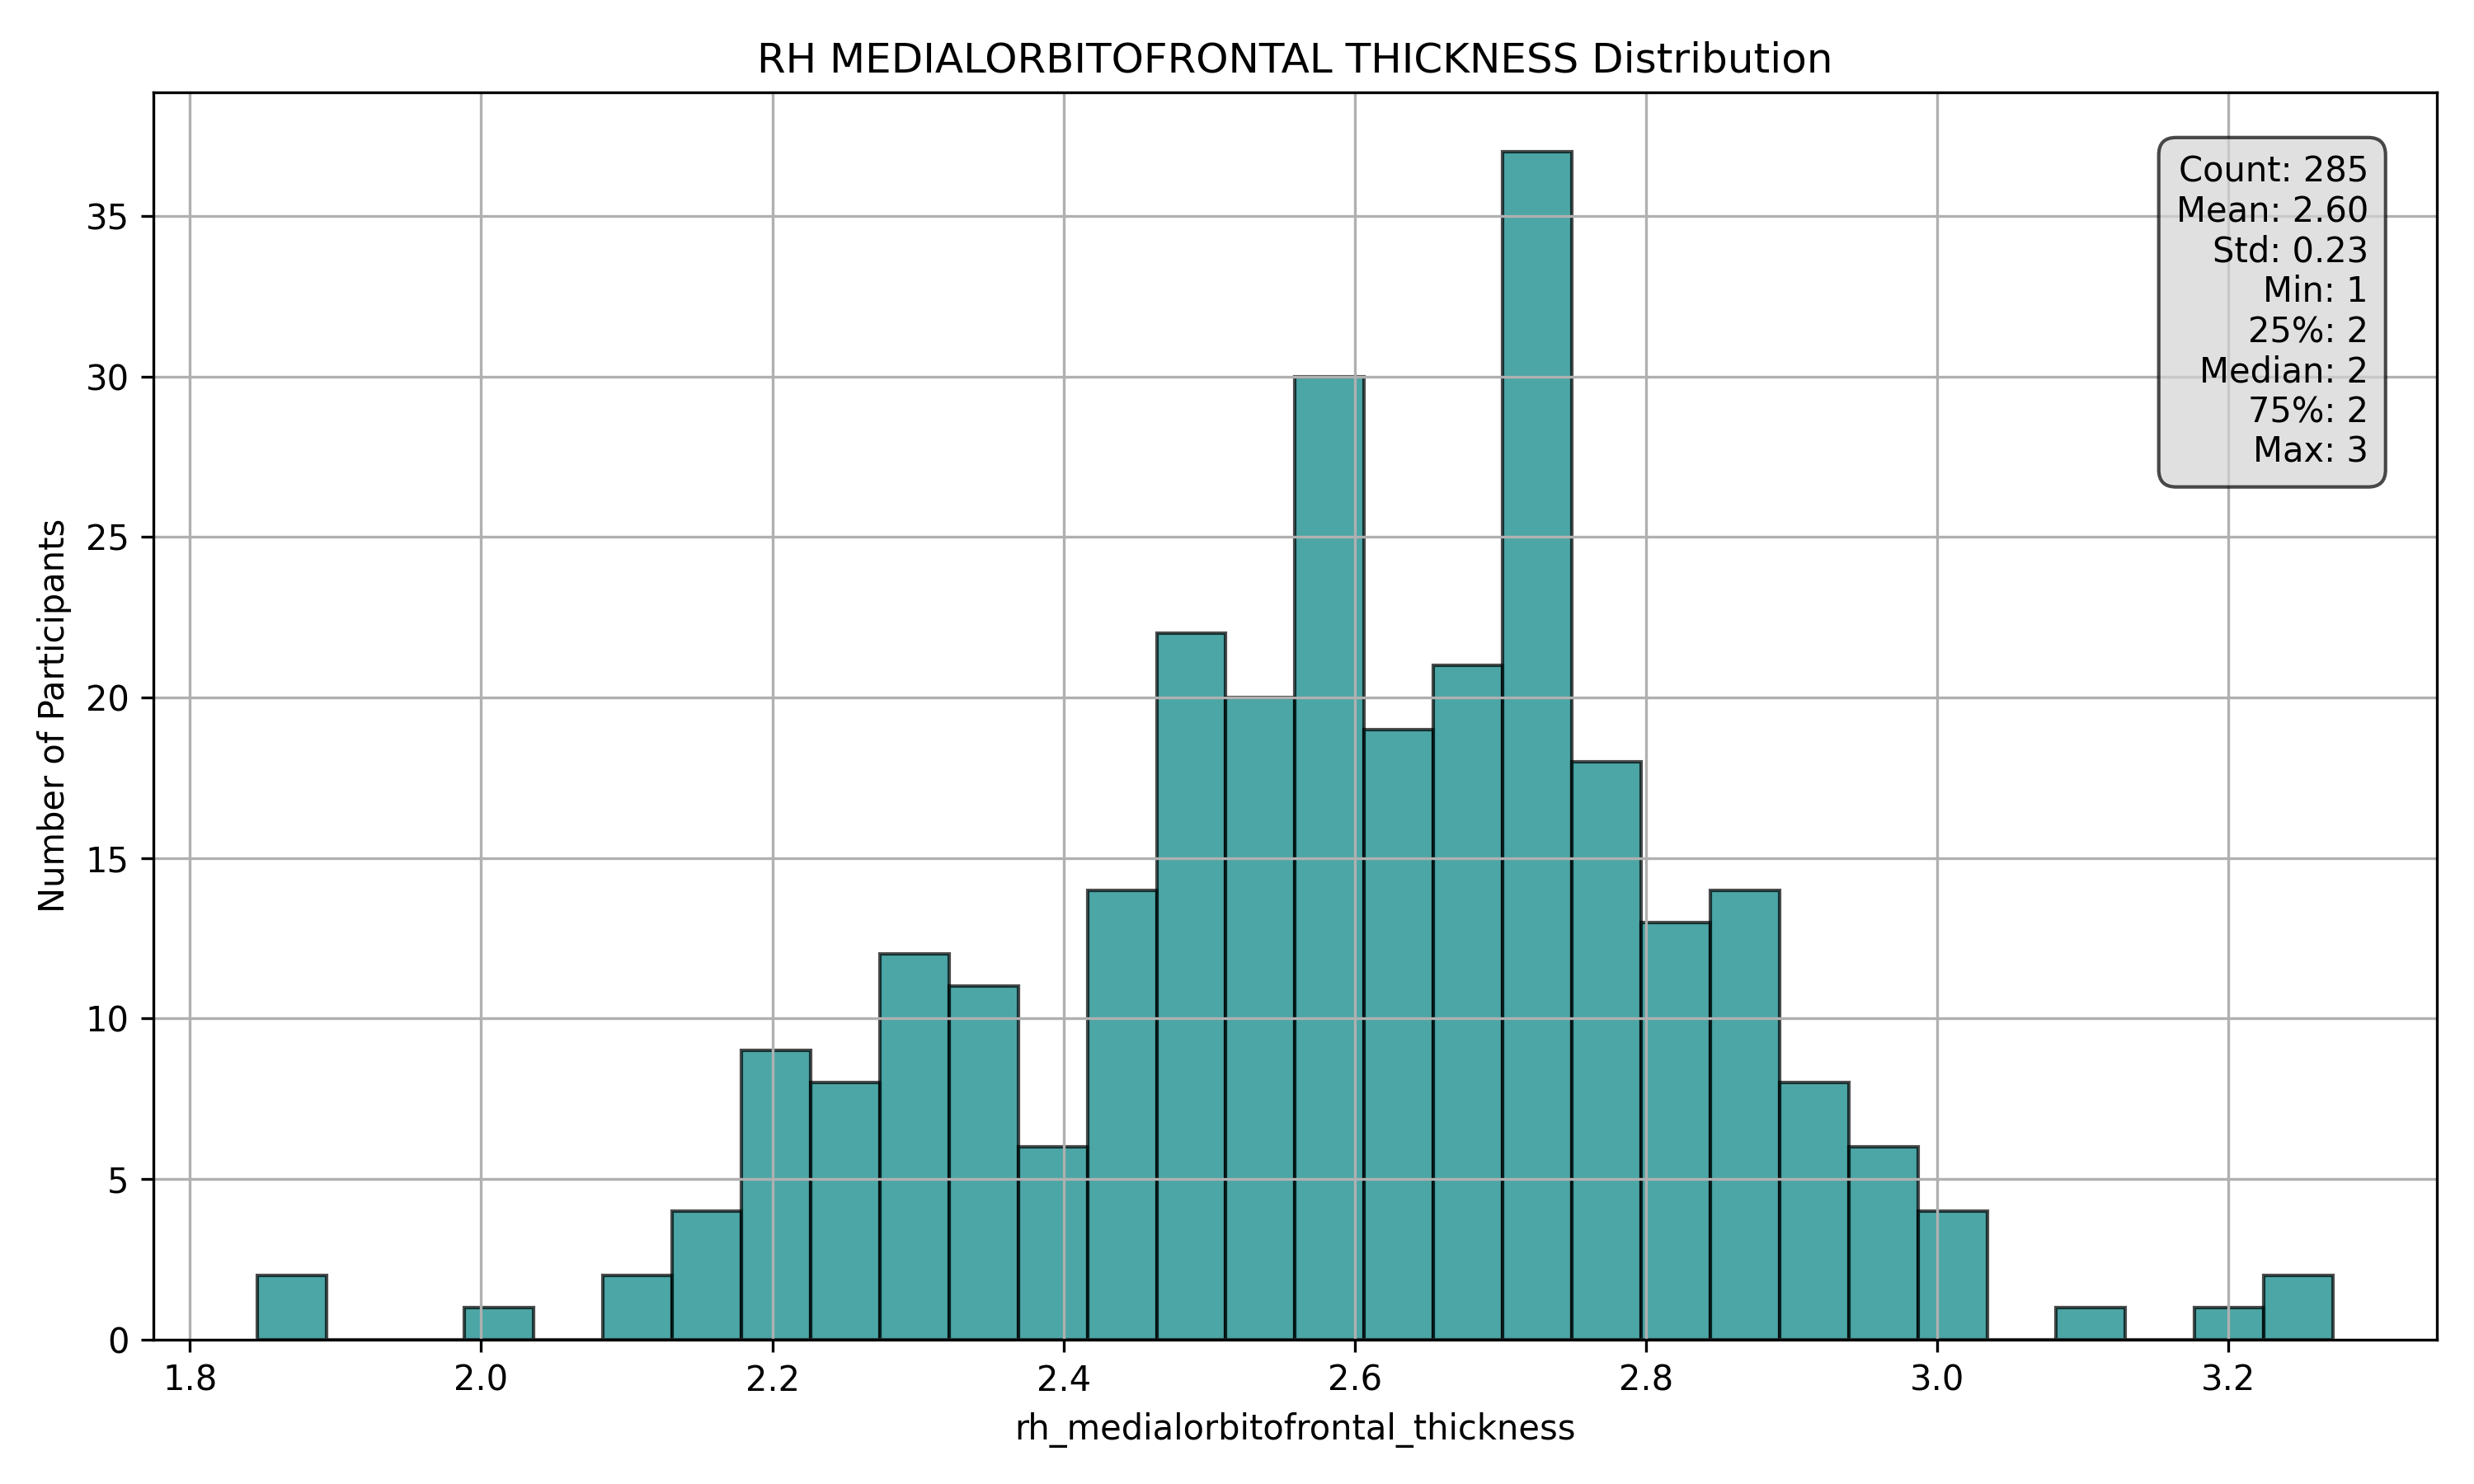 RH MEDIALORBITOFRONTAL THICKNESS Distribution
Count: 285
Mean: 2.60
Std: 0.23
Min: 1
25%: 2
Median: 2
75%: 2
Max: 3
Number of Participants
35
30
25
20
15
10
5
0
1.8 2.0 2.2 2.4 2.6 2.8 3.0 3.2
rh_medialorbitofrontal_thickness